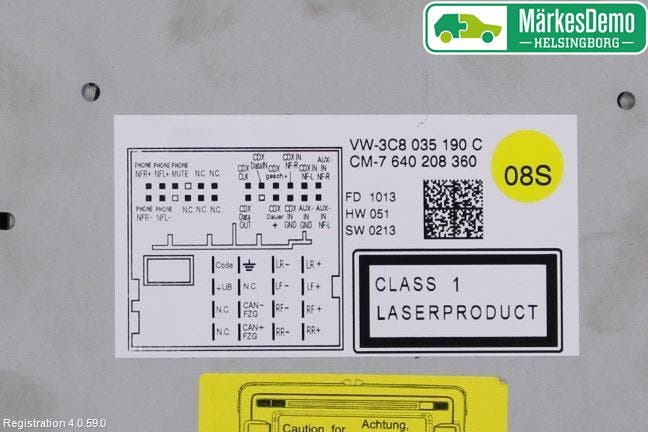 MärkesDemo
HELSINGBORG
VW-3C8 035 190 C
CM-7 640 208 360
08S
FD 1013
HW 051
SW 0213
PHONE PHONE PHONE
NFR+ NFL+ MUTE N.C. N.C.
PHONE PHONE
NFR- NFL- N.C. N.C. N.C.
CDX CDX CDX CDX IN AUX-
CLK DataIN gesch+ NF-R IN
CDX IN NF-L NF-R
CDX CDX CDX AUX- AUX-
Data Dauer IN IN IN
OUT + GND GND NF-L
Code LR- LR+
+UB N.C. LF- LF+
N.C. CAN-FZG RF- RF+
N.C. CAN+FZG RR- RR+
CLASS 1
LASERPRODUCT
Caution for Achtung,
Registration 4.0.59.0